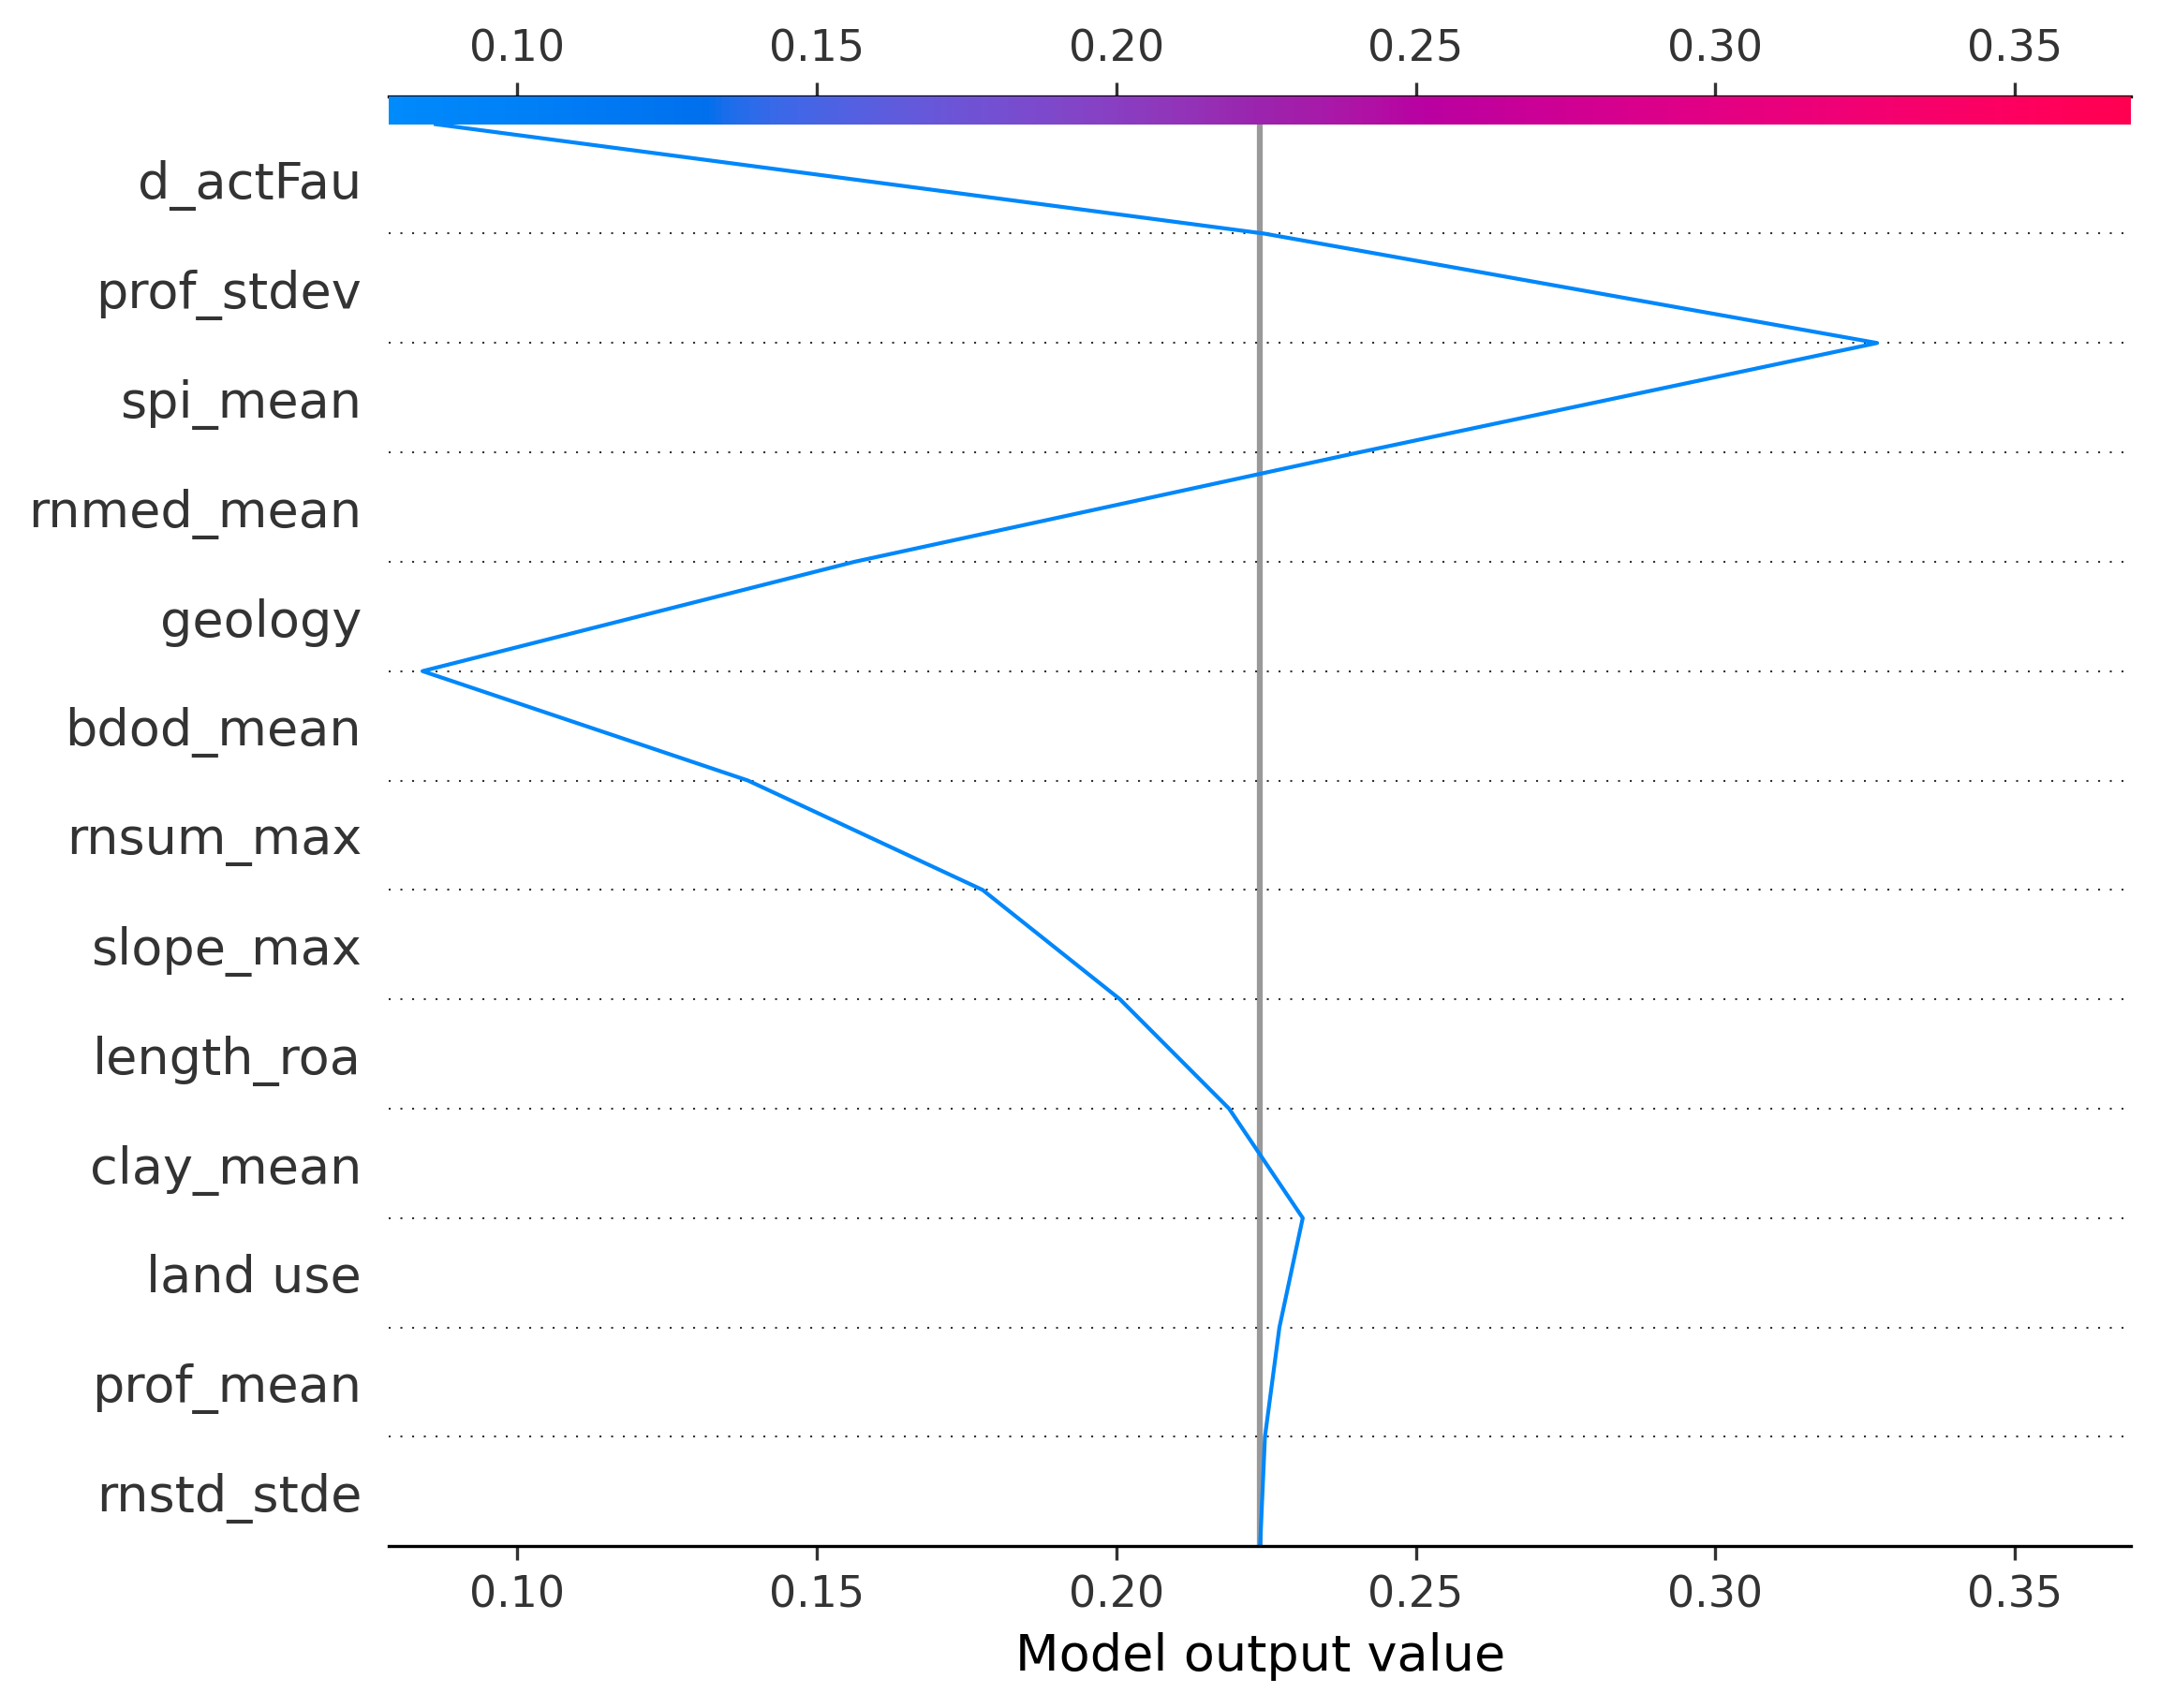 0.10 0.15 0.20 0.25 0.30 0.35
d_actFau
prof_stdev
spi_mean
rnmed_mean
geology
bdod_mean
rnsum_max
slope_max
length_roa
clay_mean
land use
prof_mean
rnstd_stde
0.10 0.15 0.20 0.25 0.30 0.35
Model output value